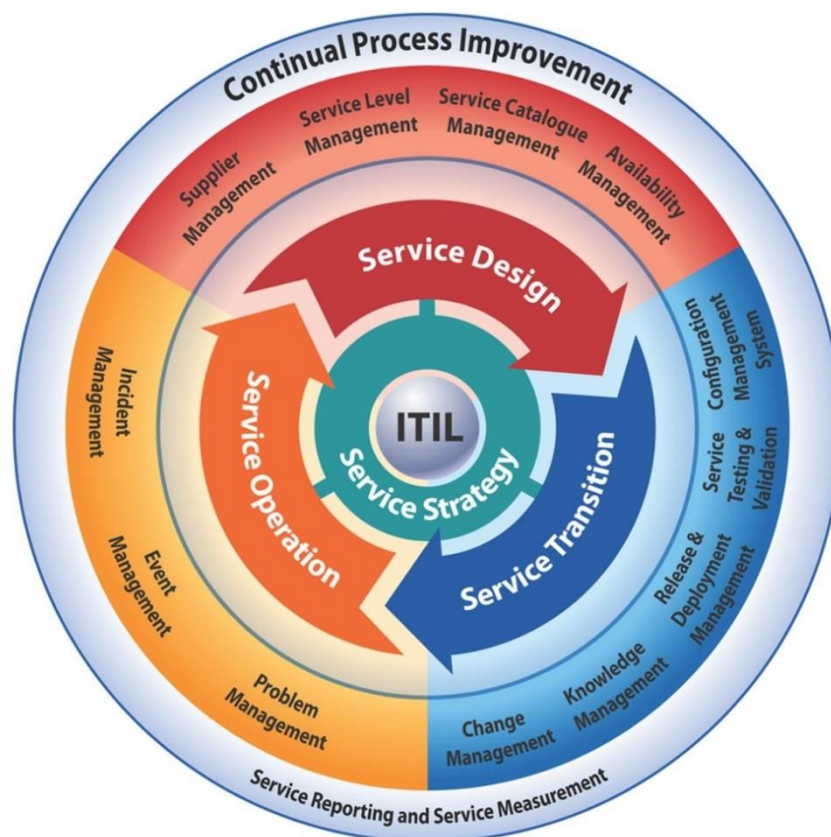 Continual Process Improvement
Supplier
Management
Service Level
Management
Service Catalogue
Management
Availability
Management
Configuration
Management
System
Service
Testing &
Validation
Release &
Deployment
Management
Knowledge
Management
Change
Management
Problem
Management
Event
Management
Incident
Management
Service Design
Service Transition
Service Operation
Service Strategy
ITIL
Service Reporting and Service Measurement